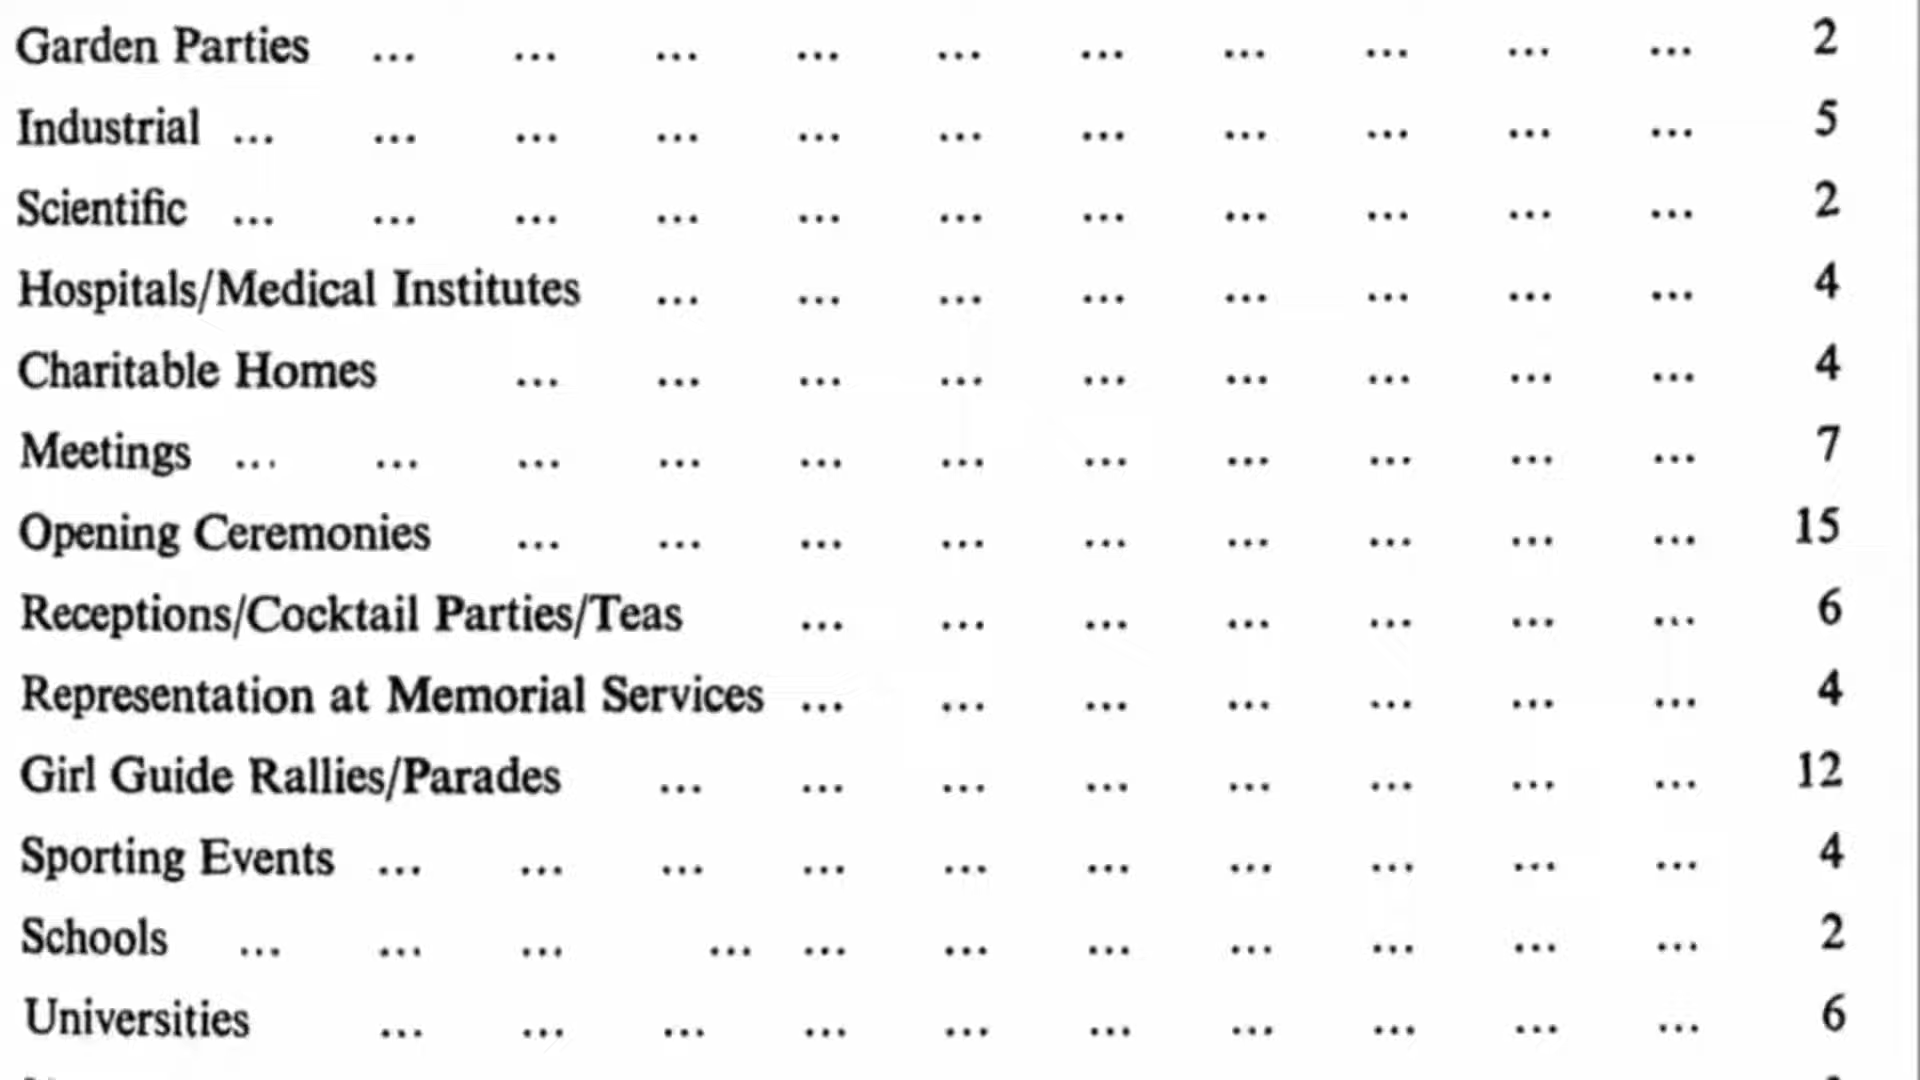 Garden Parties ... ... ... ... ... ... ... ... ... ... 2
Industrial ... ... ... ... ... ... ... ... ... ... ... 5
Scientific ... ... ... ... ... ... ... ... ... ... ... 2
Hospitals/Medical Institutes ... ... ... ... ... ... ... ... 4
Charitable Homes ... ... ... ... ... ... ... ... ... 4
Meetings ... ... ... ... ... ... ... ... ... ... ... 7
Opening Ceremonies ... ... ... ... ... ... ... ... ... 15
Receptions/Cocktail Parties/Teas ... ... ... ... ... ... ... 6
Representation at Memorial Services ... ... ... ... ... ... ... 4
Girl Guide Rallies/Parades ... ... ... ... ... ... ... ... 12
Sporting Events ... ... ... ... ... ... ... ... ... ... 4
Schools ... ... ... ... ... ... ... ... ... ... ... 2
Universities ... ... ... ... ... ... ... ... ... ... 6